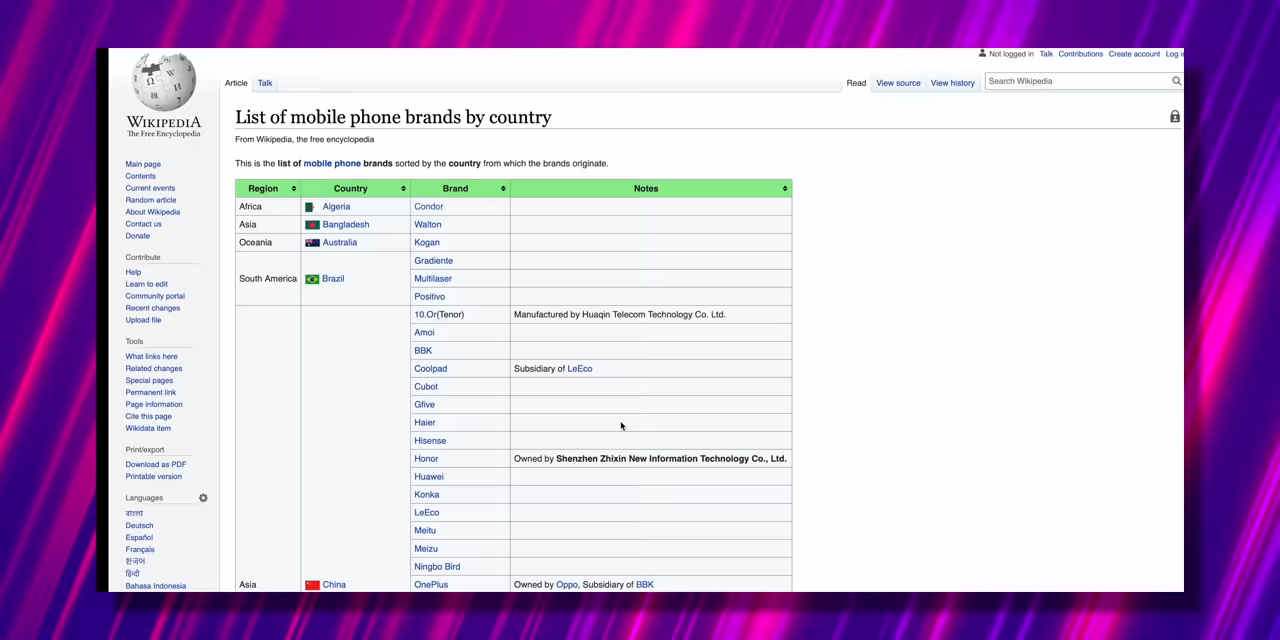 Not logged in Talk Contributions Create account Log i
Article Talk Read View source View history Search Wikipedia
WIKIPEDIA
The Free Encyclopedia
Main page
Contents
Current events
Random article
About Wikipedia
Contact us
Donate
Contribute
Help
Learn to edit
Community portal
Recent changes
Upload file
Tools
What links here
Related changes
Special pages
Permanent link
Page information
Cite this page
Wikidata item
Print/export
Download as PDF
Printable version
Languages
বাংলা
Deutsch
Español
Français
한국어
हिन्दी
Bahasa Indonesia
List of mobile phone brands by country
From Wikipedia, the free encyclopedia
This is the list of mobile phone brands sorted by the country from which the brands originate.
Region Country Brand Notes
Africa Algeria Condor
Asia Bangladesh Walton
Oceania Australia Kogan
Gradiente
South America Brazil Multilaser
Positivo
10.Or(Tenor) Manufactured by Huaqin Telecom Technology Co. Ltd.
Amoi
BBK
Coolpad Subsidiary of LeEco
Cubot
Gfive
Haier
Hisense
Honor Owned by Shenzhen Zhixin New Information Technology Co., Ltd.
Huawei
Konka
LeEco
Meitu
Meizu
Ningbo Bird
Asia China OnePlus Owned by Oppo, Subsidiary of BBK